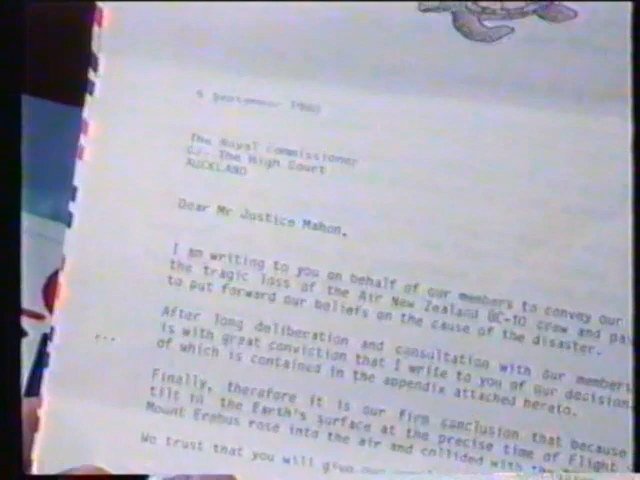 September 1980
The Royal Commissioner
C/- The High Court
AUCKLAND
Dear Mr Justice Mahon,
I am writing to you on behalf of our members to convey our
the tragic loss of the Air New Zealand DC-10 crew and
to put forward our beliefs on the cause of the disaster.
After long deliberation and consultation with our members
is with great conviction that I write to you of our decision
of which is contained in the appendix attached hereto.
...
Finally, therefore it is our firm conclusion that because
tilt in the Earth's surface at the precise time of Flight
Mount Erebus rose into the air and collided with the
We trust that you will give our